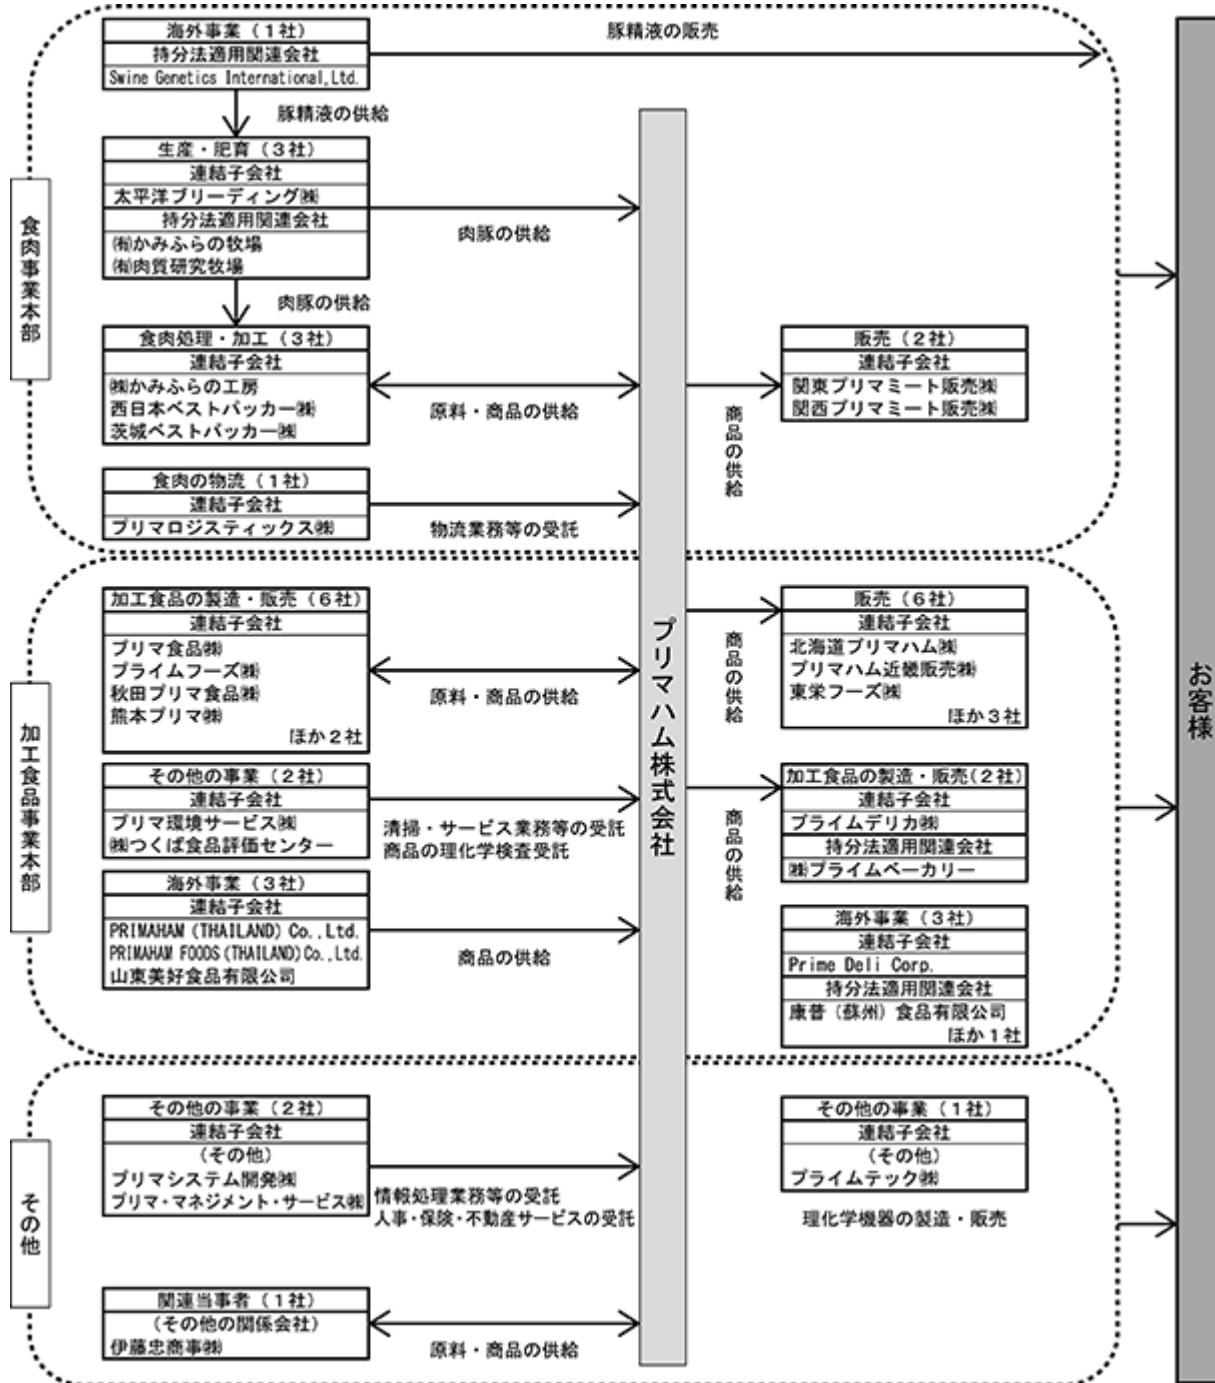 海外事業（１社）
持分法適用関連会社
Swine Genetics International,Ltd.
豚精液の販売
豚精液の供給
生産・肥育（３社）
連結子会社
太平洋ブリーディング㈱
持分法適用関連会社
㈲かみふらの牧場
㈲肉質研究牧場
肉豚の供給
肉豚の供給
食肉処理・加工（３社）
連結子会社
㈱かみふらの工房
西日本ベストパッカー㈱
茨城ベストパッカー㈱
原料・商品の供給
食肉の物流（１社）
連結子会社
プリマロジスティックス㈱
物流業務等の受託
商品の供給
販売（２社）
連結子会社
関東プリマミート販売㈱
関西プリマミート販売㈱
食肉事業本部
プリマハム株式会社
お客様
加工食品事業本部
加工食品の製造・販売（６社）
連結子会社
プリマ食品㈱
プライムフーズ㈱
秋田プリマ食品㈱
熊本プリマ㈱
ほか２社
原料・商品の供給
その他の事業（２社）
連結子会社
プリマ環境サービス㈱
㈱つくば食品評価センター
清掃・サービス業務等の受託
商品の理化学検査受託
海外事業（３社）
連結子会社
PRIMAHAM (THAILAND) Co.,Ltd.
PRIMAHAM FOODS (THAILAND) Co.,Ltd.
山東美好食品有限公司
商品の供給
商品の供給
販売（６社）
連結子会社
北海道プリマハム㈱
プリマハム近畿販売㈱
東栄フーズ㈱
ほか３社
商品の供給
加工食品の製造・販売（２社）
連結子会社
プライムデリカ㈱
持分法適用関連会社
㈱プライムベーカリー
海外事業（３社）
連結子会社
Prime Deli Corp.
持分法適用関連会社
康普（蘇州）食品有限公司
ほか１社
その他
その他の事業（２社）
連結子会社
（その他）
プリマシステム開発㈱
プリマ・マネジメント・サービス㈱
情報処理業務等の受託
人事・保険・不動産サービスの受託
その他の事業（１社）
連結子会社
（その他）
プライムテック㈱
理化学機器の製造・販売
関連当事者（１社）
（その他の関係会社）
伊藤忠商事㈱
原料・商品の供給